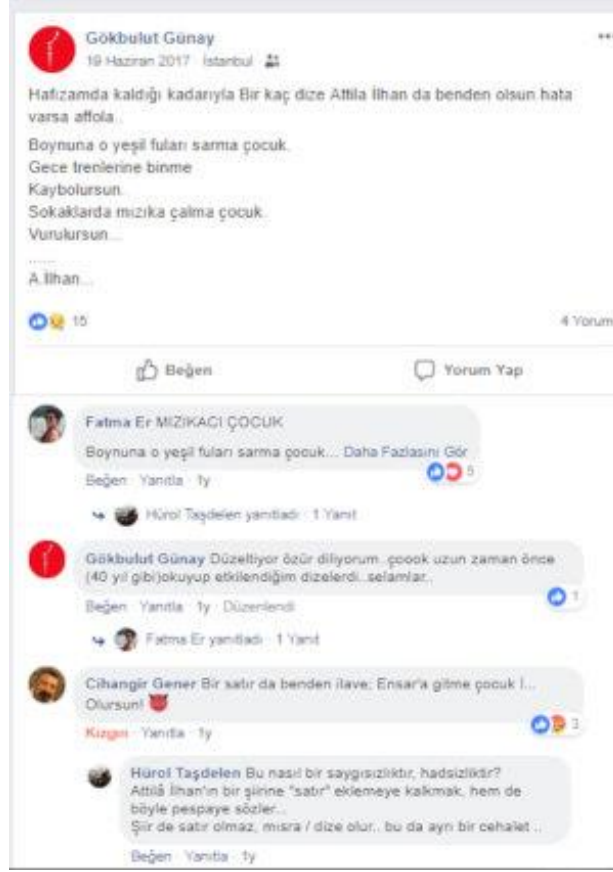 Gökbulut Günay
19 Haziran 2017 İstanbul
Hafızamda kaldığı kadarıyla Bir kaç dize Attila İlhan da benden olsun hata
varsa affola..
Boynuna o yeşil fuları sarma çocuk.
Gece trenlerine binme
Kaybolursun.
Sokaklarda mızıka çalma çocuk.
Vurulursun...
......
A.İlhan...
15
4 Yorum
Beğen
Yorum Yap
Fatma Er MIZIKACI ÇOCUK
Boynuna o yeşil fuları sarma çocuk... Daha Fazlasını Gör
5
Beğen · Yanıtla · 1y
Hürol Taşdelen yanıtladı · 1 Yanıt
Gökbulut Günay Düzeltiyor özür diliyorum..çoook uzun zaman önce
(40 yıl gibi)okuyup etkilendiğim dizelerdi..selamlar..
1
Beğen · Yanıtla · 1y · Düzenlendi
Fatma Er yanıtladı · 1 Yanıt
Cihangir Gener Bir satır da benden ilave; Ensar'a gitme çocuk !...
Olursun!
3
Kızgın · Yanıtla · 1y
Hürol Taşdelen Bu nasıl bir saygısızlıktır, hadsizliktir?
Attilâ İlhan'ın bir şiirine "satır" eklemeye kalkmak, hem de
böyle pespaye sözler...
Şiir de satır olmaz, mısra / dize olur.. bu da ayrı bir cehalet ..
Beğen · Yanıtla · 1y